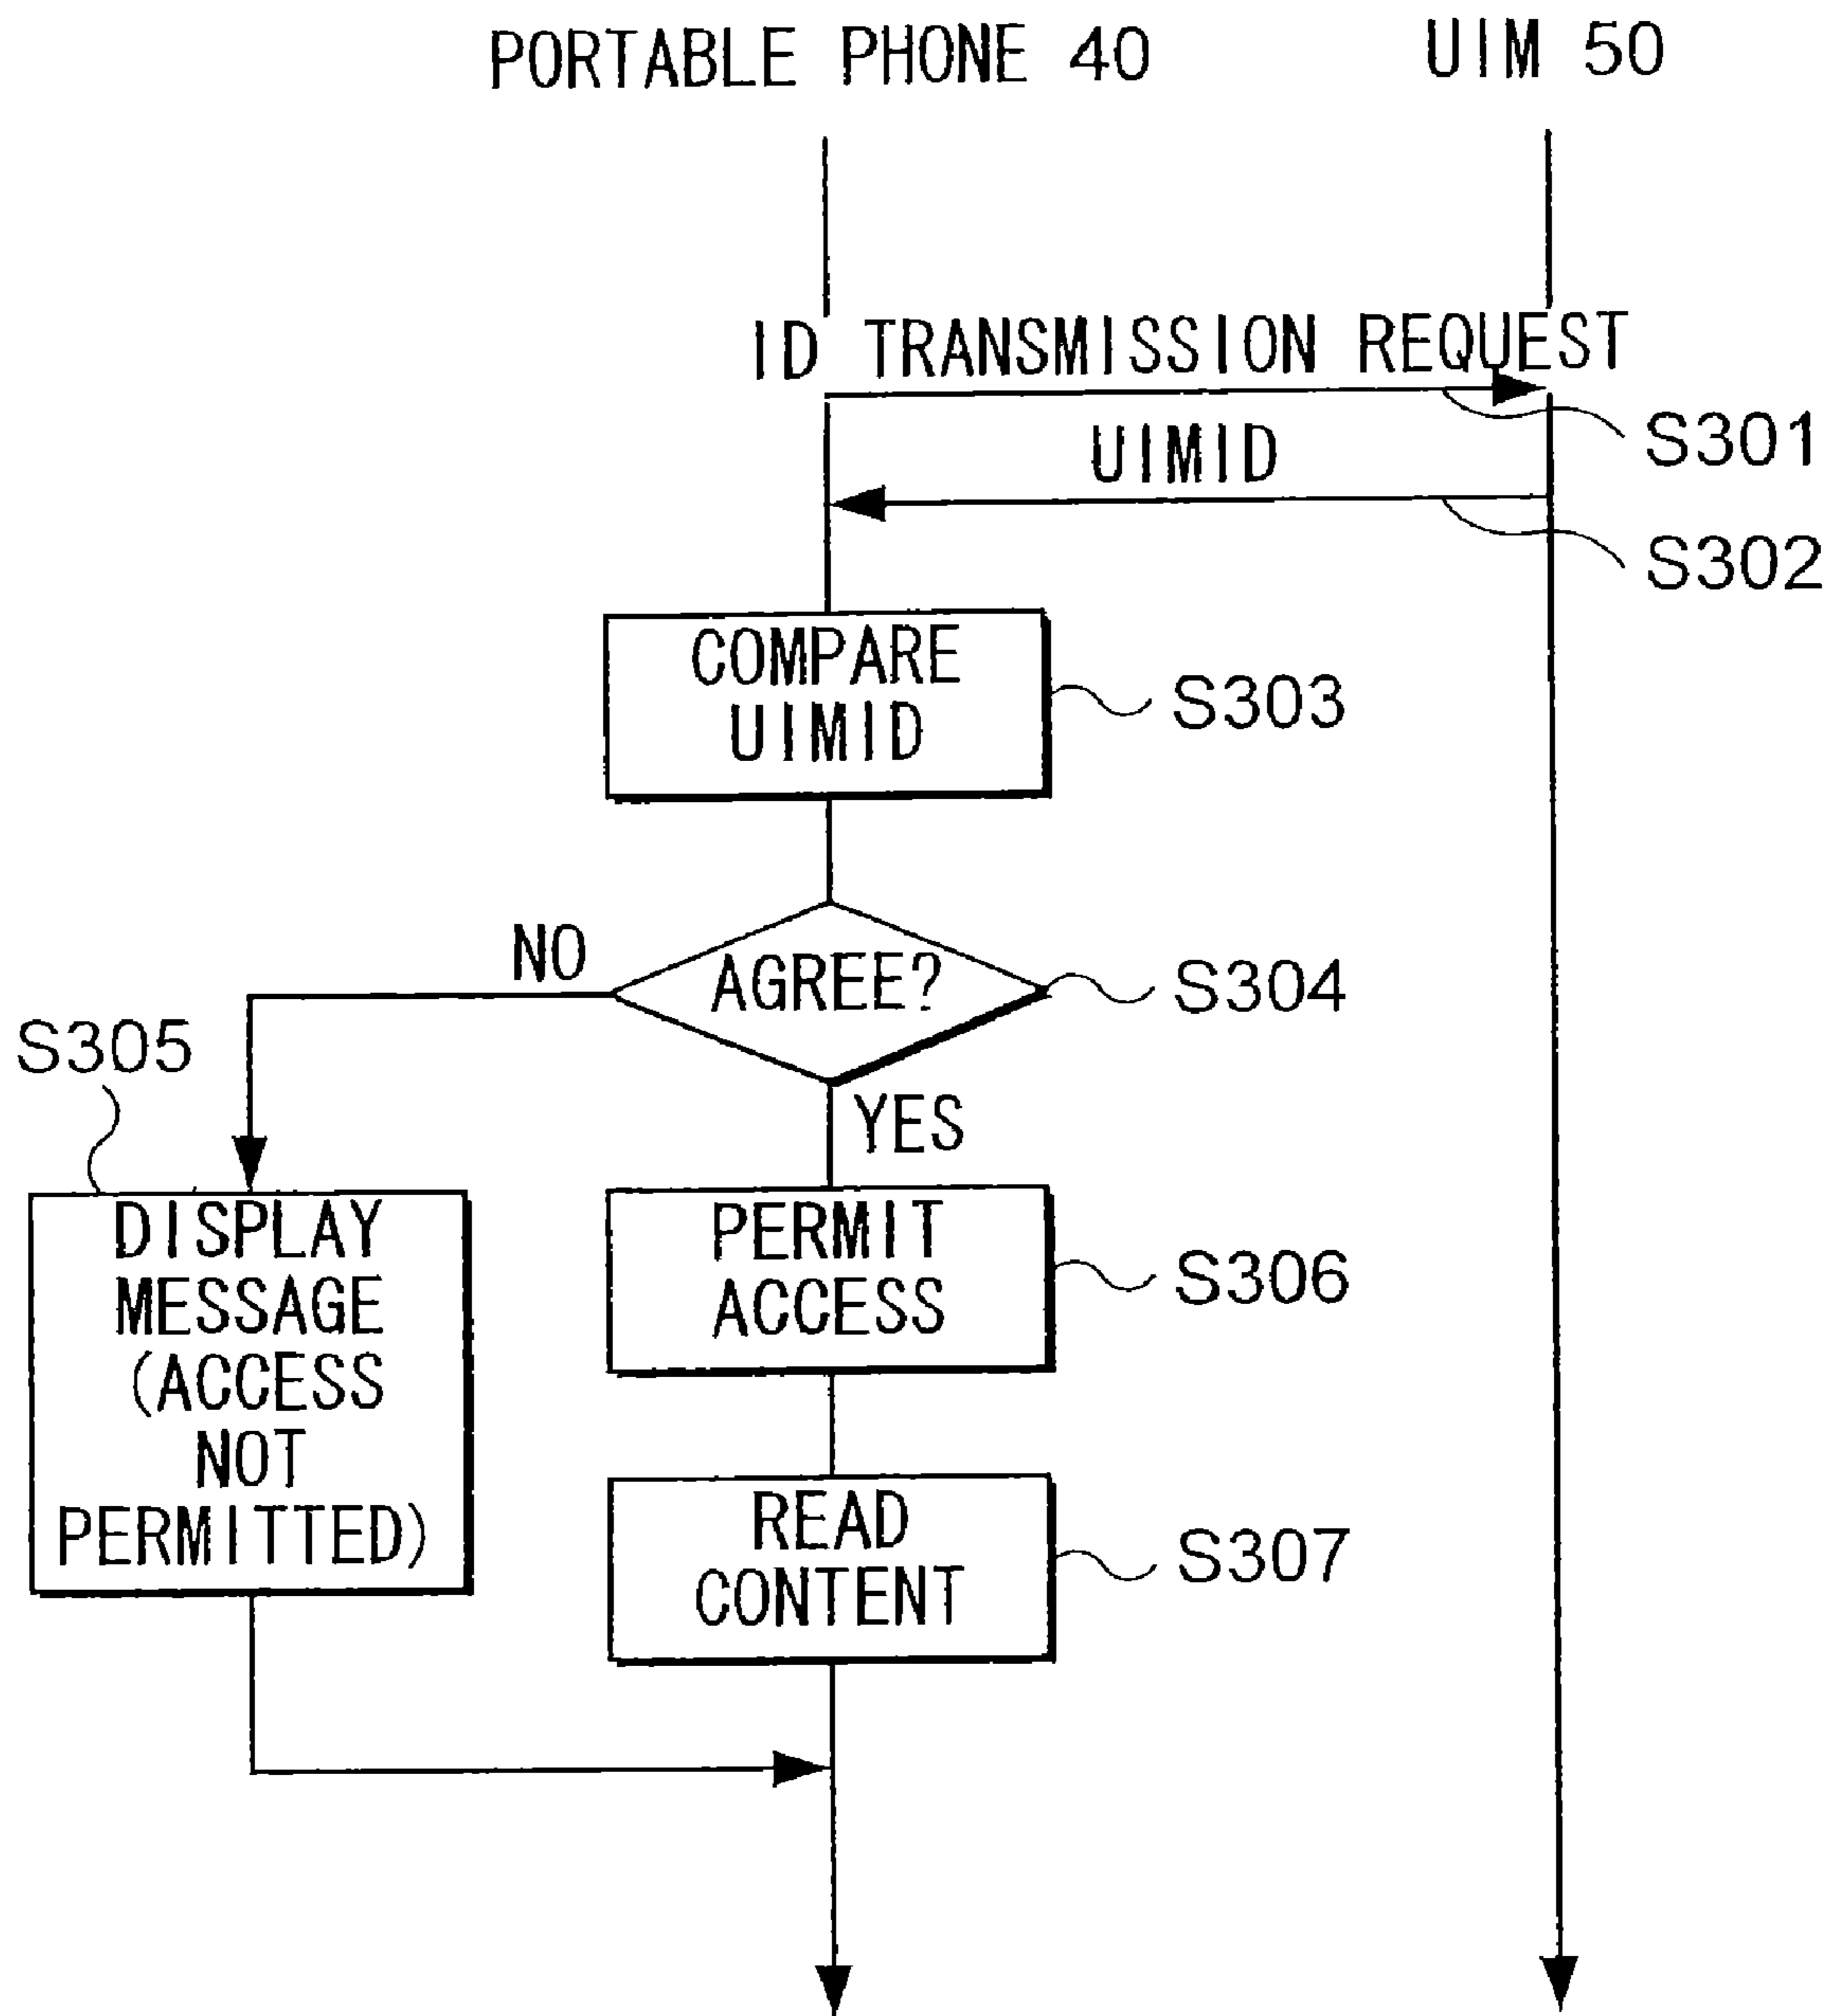 PORTABLE PHONE 40
UIM 50
ID TRANSMISSION REQUEST
S301
UIMID
S302
COMPARE
UIMID
S303
NO
AGREE?
S304
S305
YES
DISPLAY
MESSAGE
(ACCESS
NOT
PERMITTED)
PERMIT
ACCESS
S306
READ
CONTENT
S307